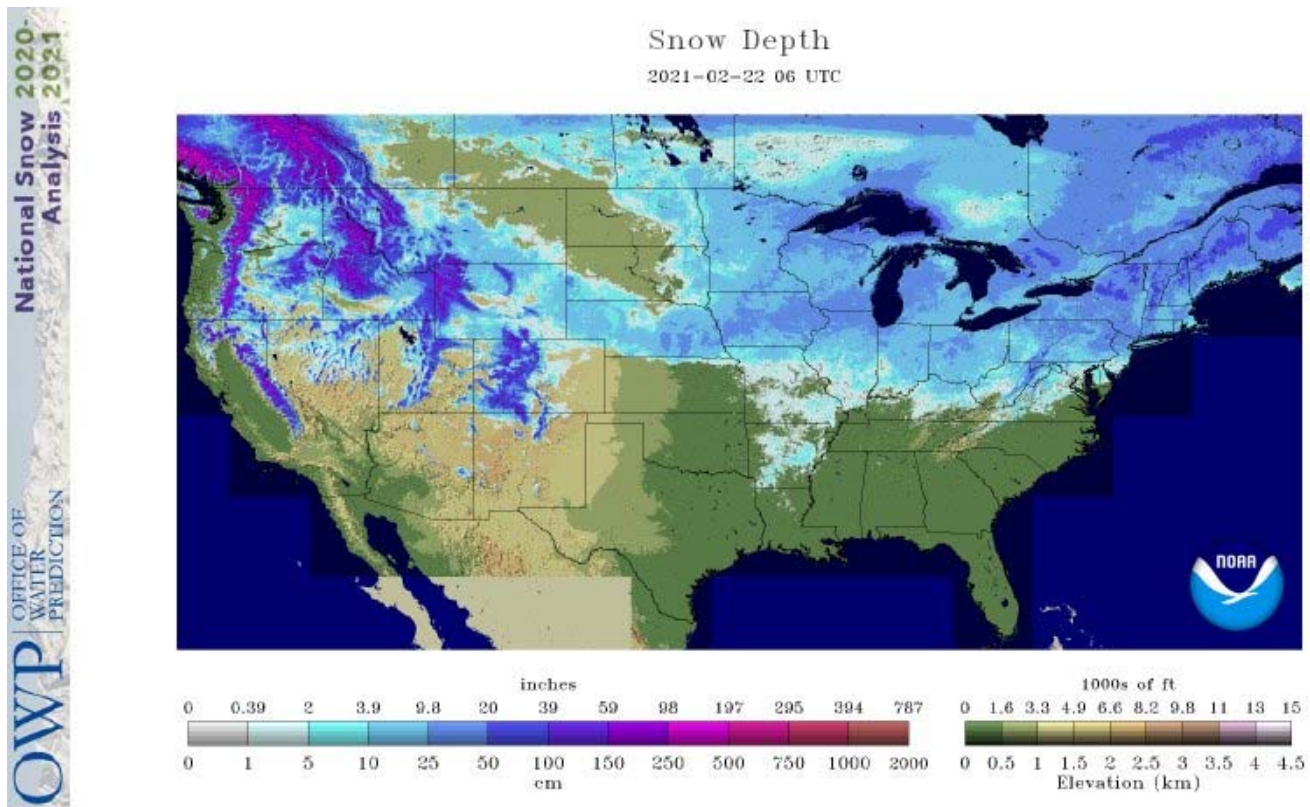 National Snow 2020-
Analysis 2021
OWP
OFFICE OF
WATER
PREDICTION
Snow Depth
2021-02-22 06 UTC
NOAA
inches
0 0.39 2 3.9 9.8 20 39 59 98 197 295 394 787
0 1 5 10 25 50 100 150 250 500 750 1000 2000
cm
1000s of ft
0 1.6 3.3 4.9 6.6 8.2 9.8 11 13 15
0 0.5 1 1.5 2 2.5 3 3.5 4 4.5
Elevation (km)